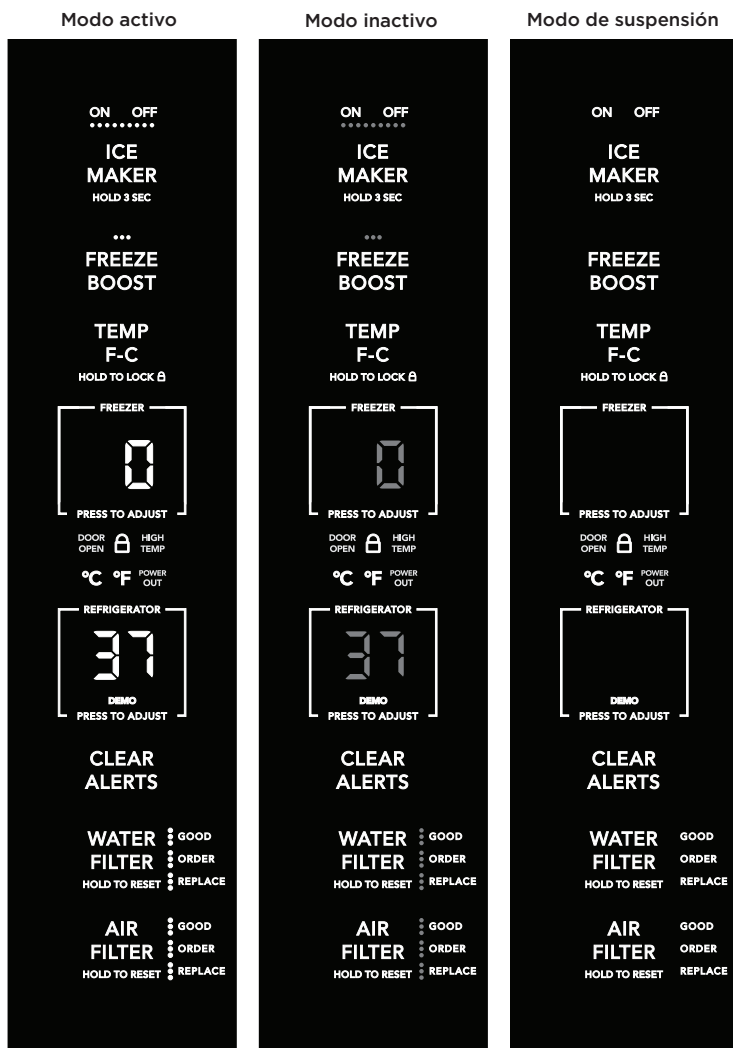 Modo activo
ON OFF
ICE
MAKER
HOLD 3 SEC
FREEZE
BOOST
TEMP
F-C
HOLD TO LOCK
FREEZER
0
PRESS TO ADJUST
DOOR OPEN HIGH TEMP
°C °F POWER OUT
REFRIGERATOR
37
DEMO
PRESS TO ADJUST
CLEAR
ALERTS
WATER GOOD
FILTER ORDER
HOLD TO RESET REPLACE
AIR GOOD
FILTER ORDER
HOLD TO RESET REPLACE
Modo inactivo
ON OFF
ICE
MAKER
HOLD 3 SEC
FREEZE
BOOST
TEMP
F-C
HOLD TO LOCK
FREEZER
0
PRESS TO ADJUST
DOOR OPEN HIGH TEMP
°C °F POWER OUT
REFRIGERATOR
37
DEMO
PRESS TO ADJUST
CLEAR
ALERTS
WATER GOOD
FILTER ORDER
HOLD TO RESET REPLACE
AIR GOOD
FILTER ORDER
HOLD TO RESET REPLACE
Modo de suspensión
ON OFF
ICE
MAKER
HOLD 3 SEC
FREEZE
BOOST
TEMP
F-C
HOLD TO LOCK
FREEZER
PRESS TO ADJUST
DOOR OPEN HIGH TEMP
°C °F POWER OUT
REFRIGERATOR
DEMO
PRESS TO ADJUST
CLEAR
ALERTS
WATER GOOD
FILTER ORDER
HOLD TO RESET REPLACE
AIR GOOD
FILTER ORDER
HOLD TO RESET REPLACE